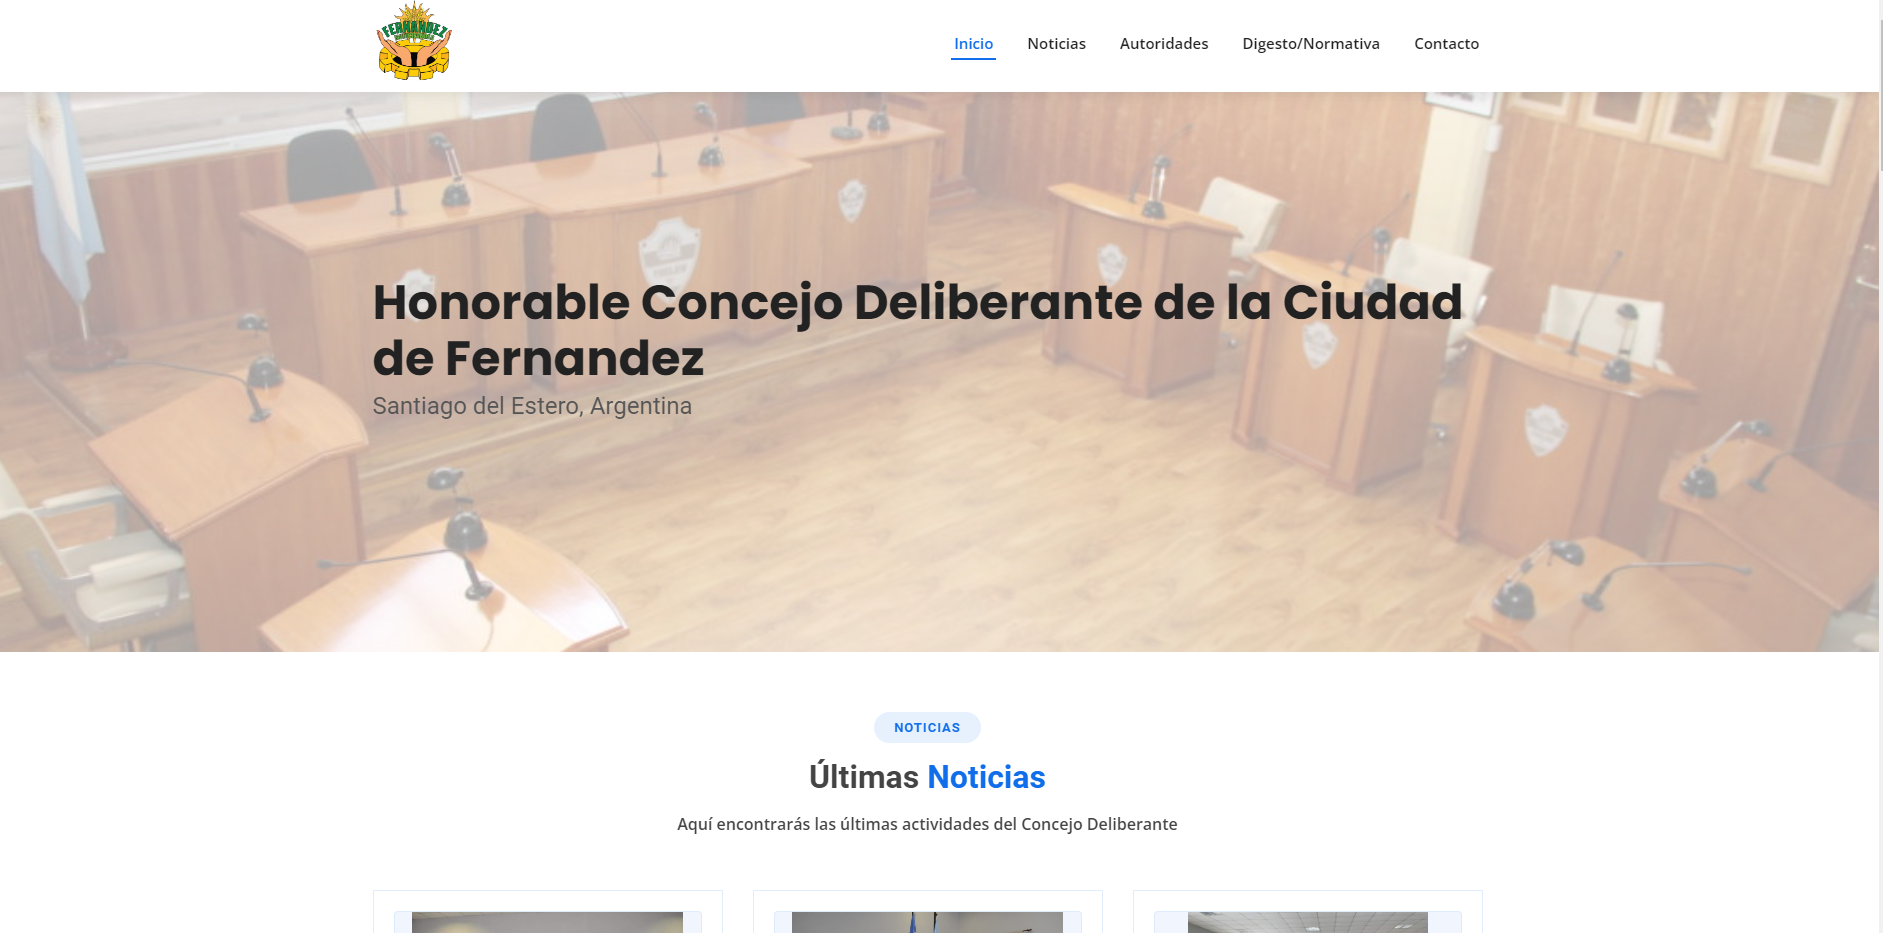 FERNANDEZ
Inicio
Noticias
Autoridades
Digesto/Normativa
Contacto
Honorable Concejo Deliberante de la Ciudad
de Fernandez
Santiago del Estero, Argentina
NOTICIAS
Últimas Noticias
Aquí encontrarás las últimas actividades del Concejo Deliberante